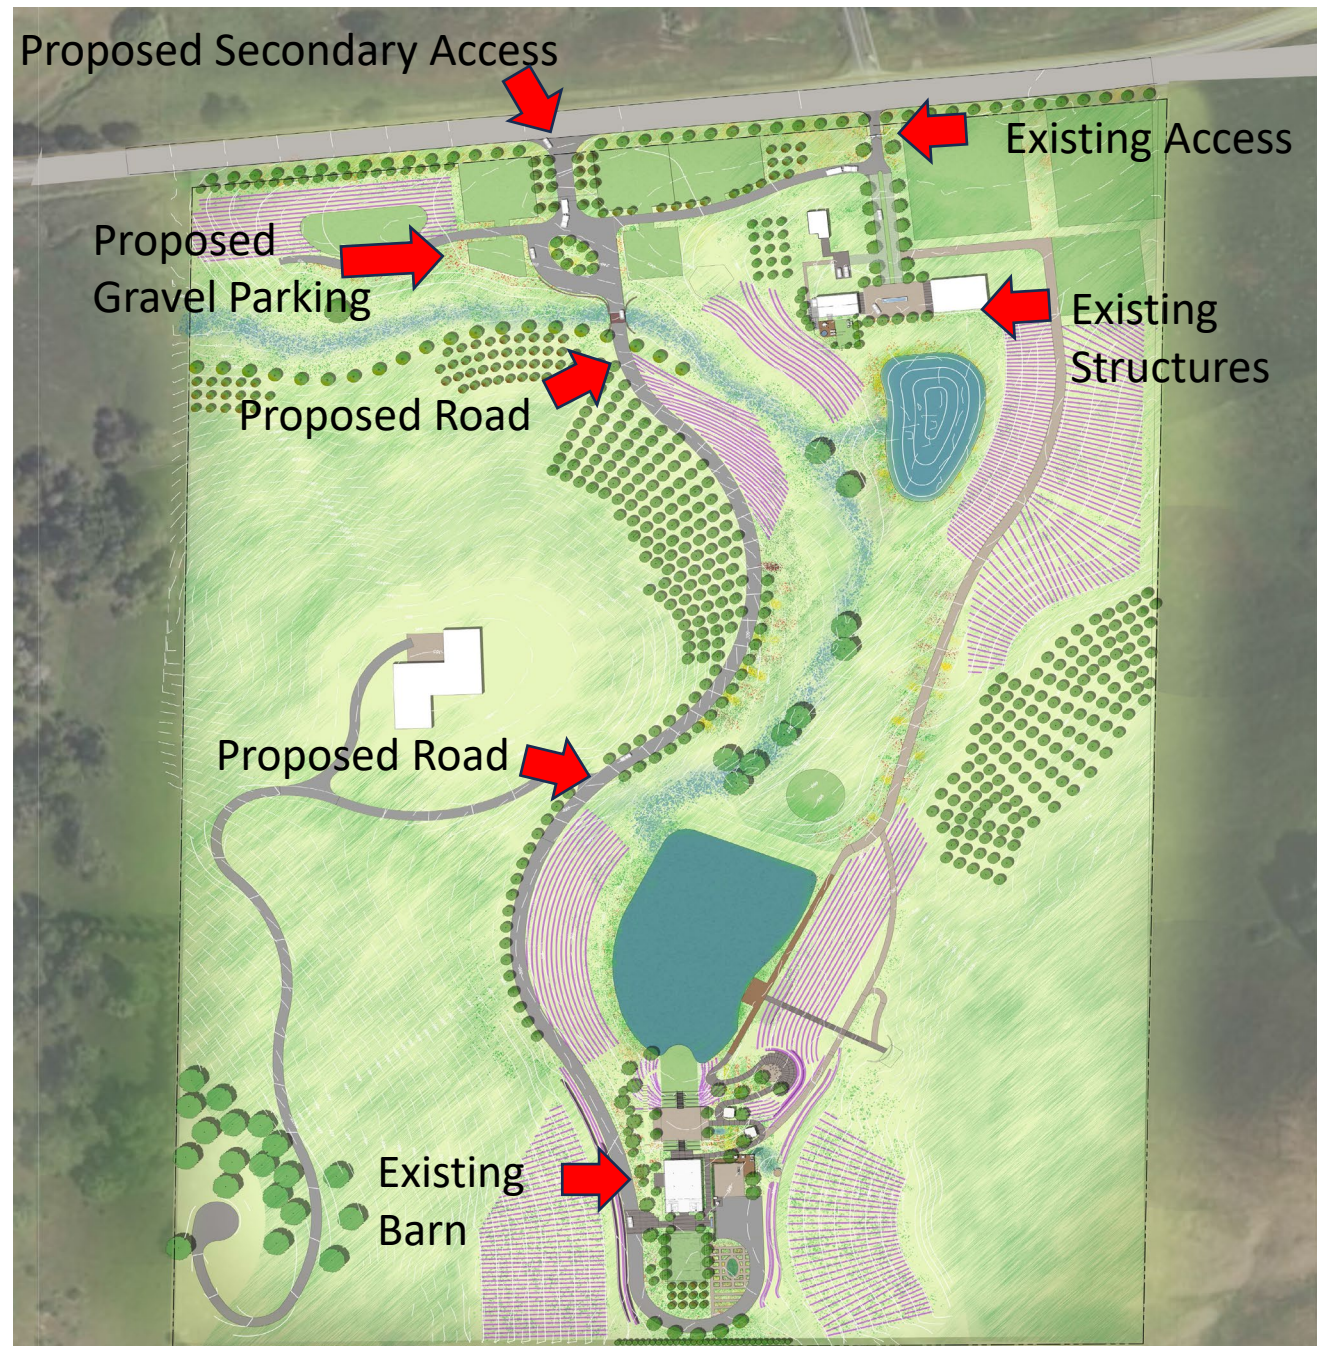 Proposed Secondary Access
Existing Access
Proposed
Gravel Parking
Existing
Structures
Proposed Road
Proposed Road
Existing
Barn